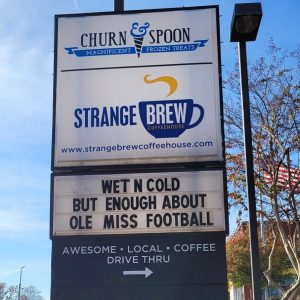 CHURN & SPOON
MAGNIFICENT FROZEN TREATS
STRANGE BREW
COFFEEHOUSE
www.strangebrewcoffeehouse.com
WET N COLD
BUT ENOUGH ABOUT
OLE MISS FOOTBALL
AWESOME • LOCAL • COFFEE
DRIVE THRU